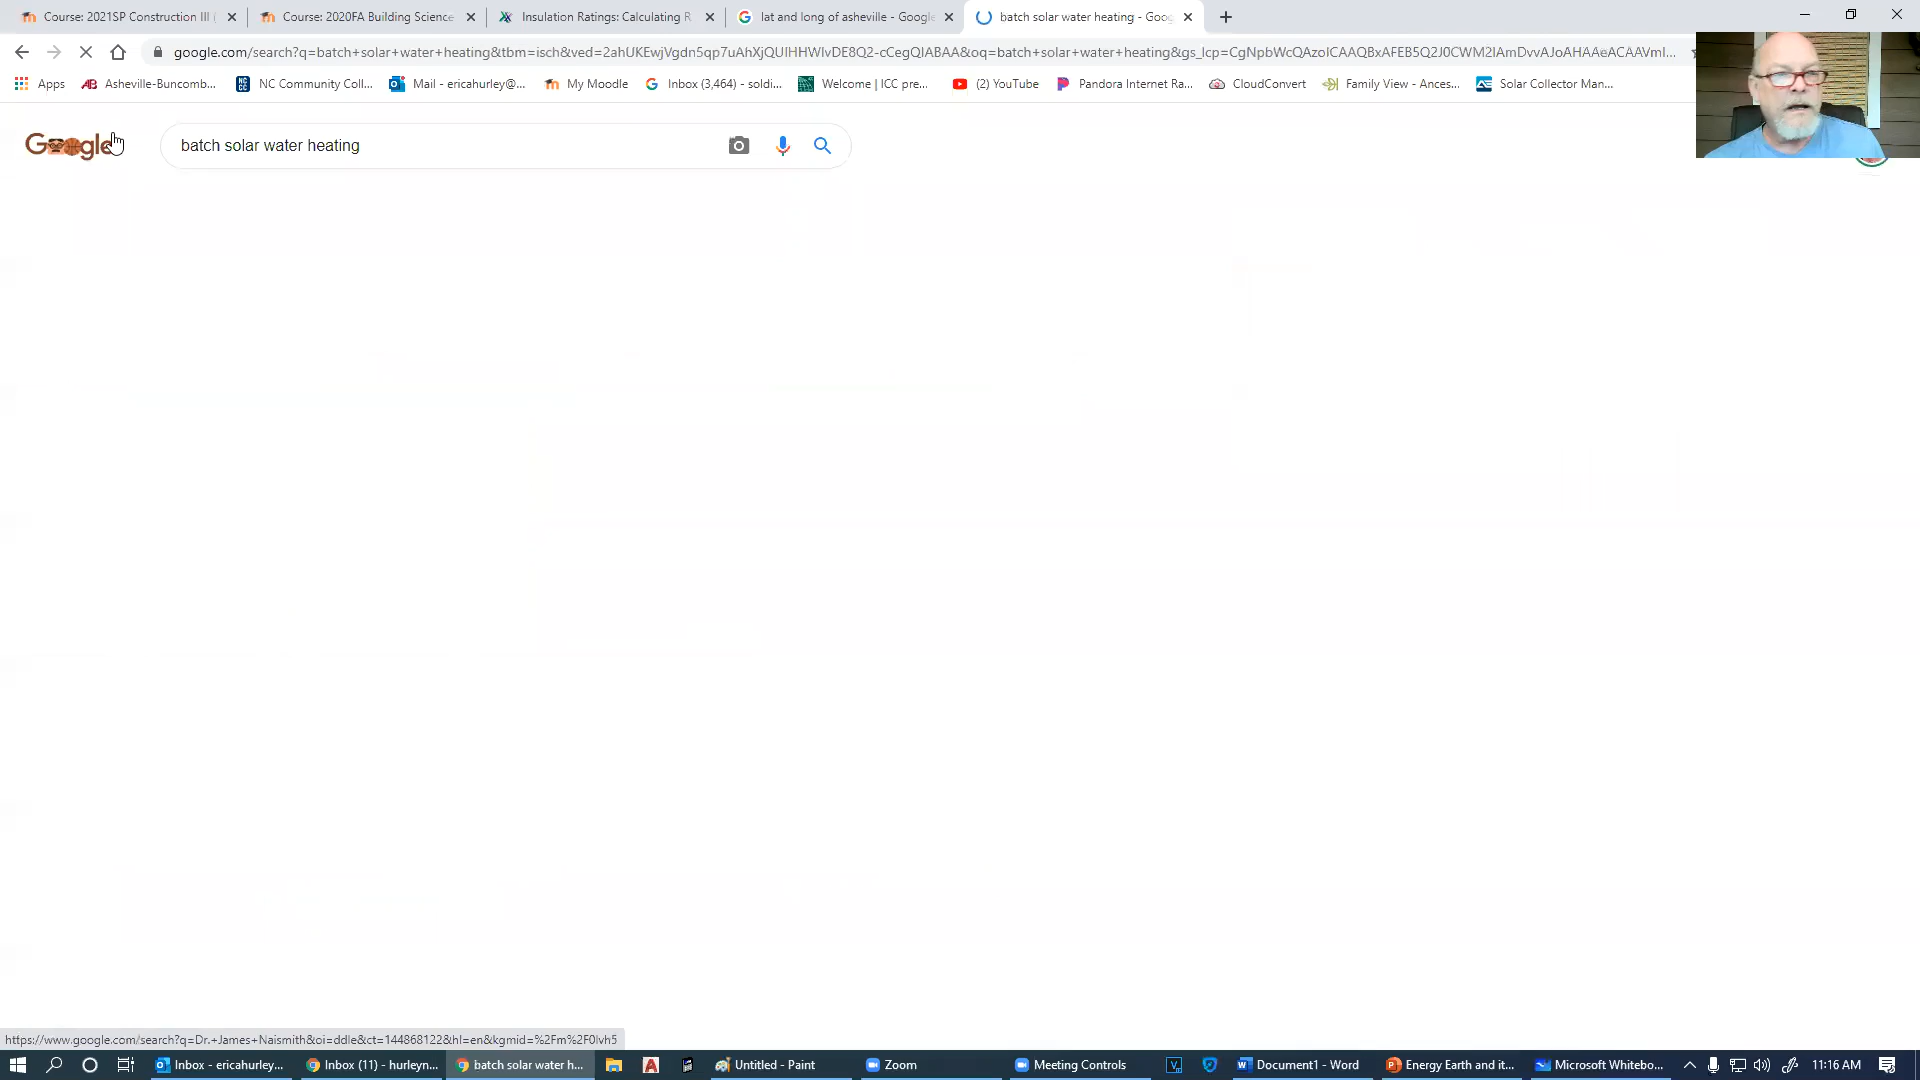 Course: 2021SP Construction III (
Course: 2020FA Building Science
Insulation Ratings: Calculating R
lat and long of asheville - Google
batch solar water heating - Goo
google.com/search?q=batch+solar+water+heating&tbm=isch&ved=2ahUKEwjVgdn5qp7uAhXjQUIHHWIvDE8Q2-cCegQIABAA&oq=batch+solar+water+heating&gs_lcp=CgNpbWcQAzoICAAQBxAFEB5Q2J0CWM2IAmDvvAJoAHAAeACAAVmI...
Apps
Asheville-Buncomb...
NC Community Coll...
Mail - ericahurley@...
My Moodle
Inbox (3,464) - soldi...
Welcome | ICC pre...
(2) YouTube
Pandora Internet Ra...
CloudConvert
Family View - Ances...
Solar Collector Man...
Google
batch solar water heating
https://www.google.com/search?q=Dr.+James+Naismith&oi=ddle&ct=144868122&hl=en&kgmid=%2Fm%2F0lvh5
Inbox - ericahurley...
Inbox (11) - hurleyn...
batch solar water h...
Untitled - Paint
Zoom
Meeting Controls
Document1 - Word
Energy Earth and it...
Microsoft Whitebo...
11:16 AM